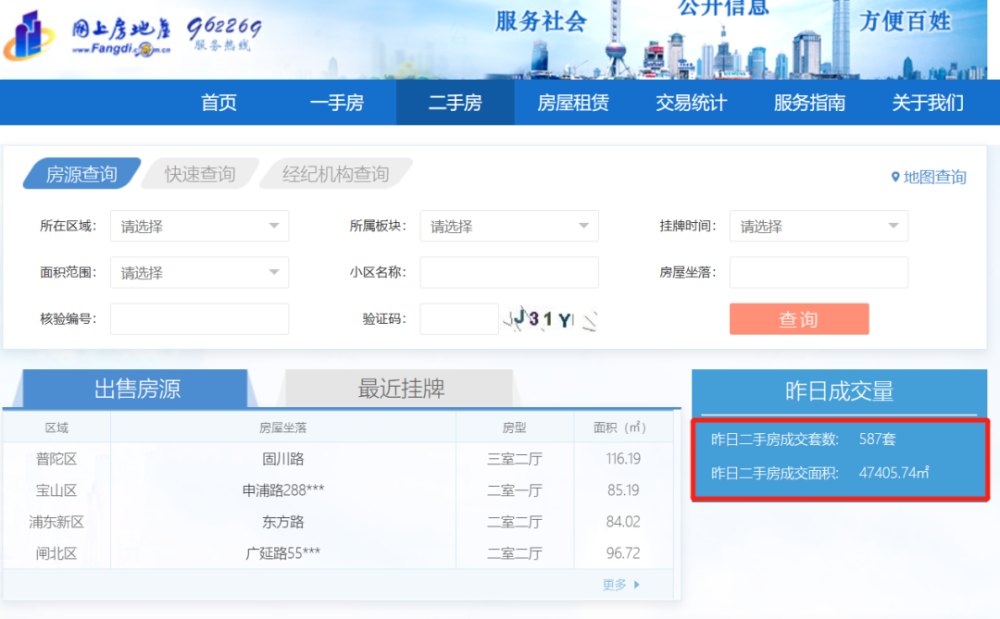 网上房地产 962269
www.Fangdi.com.cn 服务热线
服务社会 公开信息 方便百姓
首页 一手房 二手房 房屋租赁 交易统计 服务指南 关于我们
房源查询 快速查询 经纪机构查询 地图查询
所在区域: 请选择 所属板块: 请选择 挂牌时间: 请选择
面积范围: 请选择 小区名称: 房屋坐落:
核验编号: 验证码: J31Y 查询
出售房源 最近挂牌 昨日成交量
区域 房屋坐落 房型 面积（㎡）
昨日二手房成交套数: 587套
普陀区 固川路 三室二厅 116.19
昨日二手房成交面积: 47405.74㎡
宝山区 申浦路288*** 二室一厅 85.19
浦东新区 东方路 二室二厅 84.02
闸北区 广延路55*** 二室二厅 96.72
更多